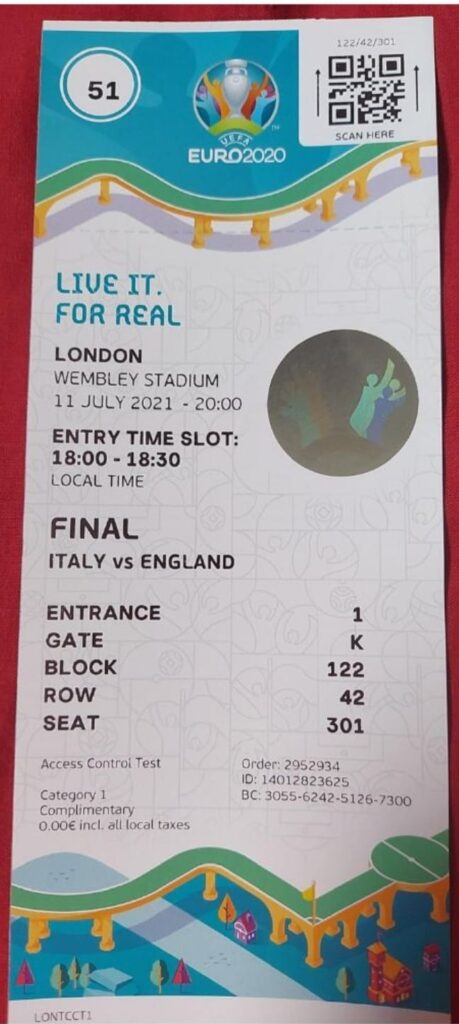 122/42/301
51
SCAN HERE
UEFA
EURO2020
™
LIVE IT.
FOR REAL
LONDON
WEMBLEY STADIUM
11 JULY 2021 - 20:00
ENTRY TIME SLOT:
18:00 - 18:30
LOCAL TIME
FINAL
ITALY vs ENGLAND
ENTRANCE 1
GATE K
BLOCK 122
ROW 42
SEAT 301
Access Control Test
Category 1
Complimentary
0.00€ incl. all local taxes
Order: 2952934
ID: 14012823625
BC: 3055-6242-5126-7300
LONTCCT1